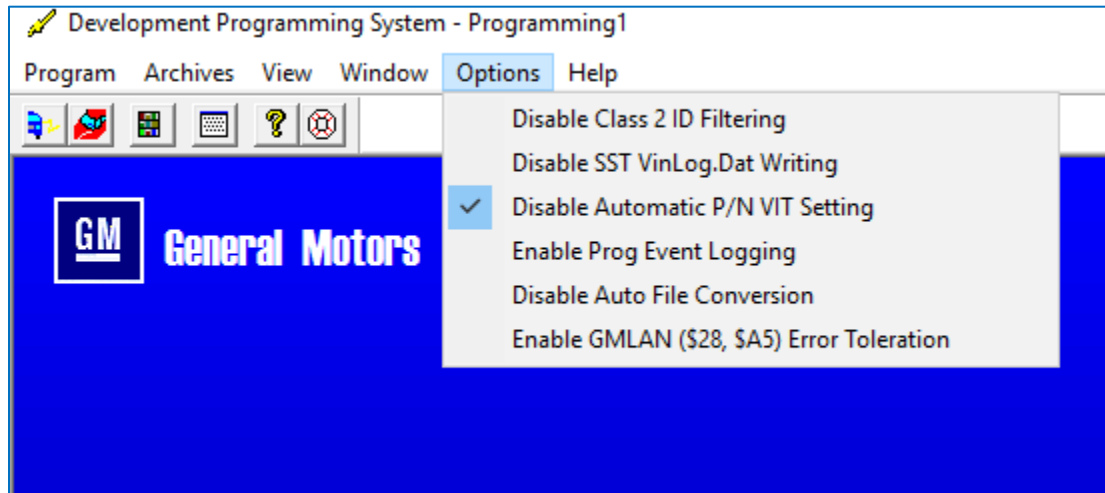 Development Programming System - Programming1
Program Archives View Window Options Help
Disable Class 2 ID Filtering
Disable SST VinLog.Dat Writing
Disable Automatic P/N VIT Setting
Enable Prog Event Logging
Disable Auto File Conversion
Enable GMLAN ($28, $A5) Error Toleration
GM General Motors